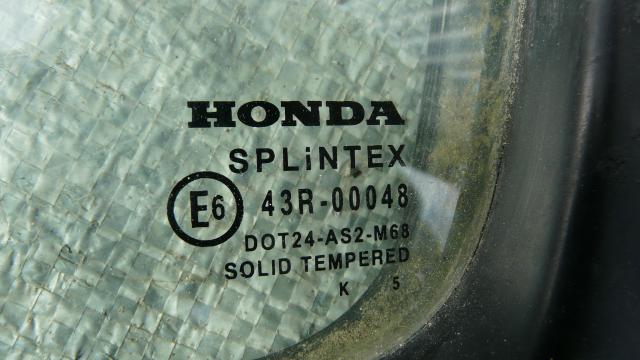 HONDA
SPLiNTEX
E6 43R-00048
DOT24-AS2-M68
SOLID TEMPERED
K 5